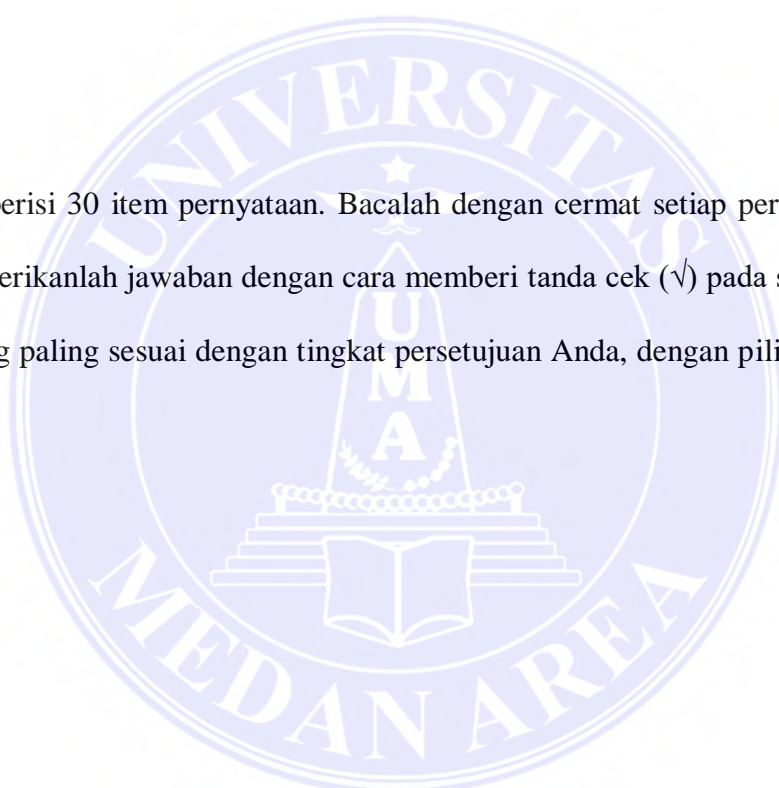 UNIVERSITAS
erisi 30 item pernyataan. Bacalah dengan cermat setiap per
erikanlah jawaban dengan cara memberi tanda cek (√) pada s
g paling sesuai dengan tingkat persetujuan Anda, dengan pili
U
M
A
MEDAN AREA